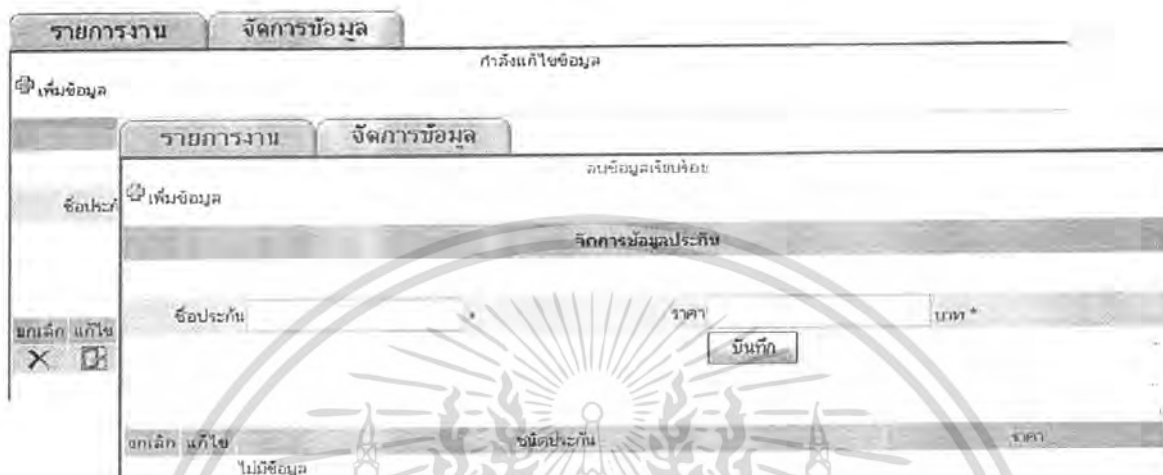 รายการงาน จัดการข้อมูล
กำลังแก้ไขข้อมูล
เพิ่มข้อมูล
ชื่อประกั
ยกเลิก แก้ไข
รายการงาน จัดการข้อมูล
ลบข้อมูลเรียบร้อย
เพิ่มข้อมูล
จัดการข้อมูลประกัน
ชื่อประกัน * ราคา บาท *
บันทึก
ยกเลิก แก้ไข ชนิดประกัน ราคา
ไม่มีข้อมูล